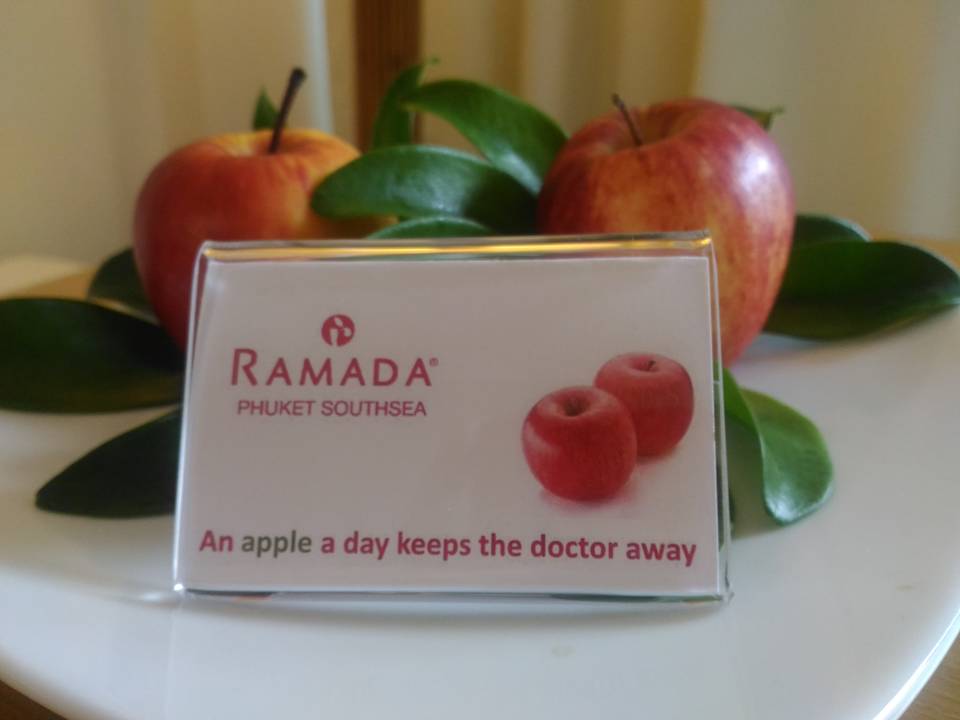 RAMADA®
PHUKET SOUTHSEA
An apple a day keeps the doctor away